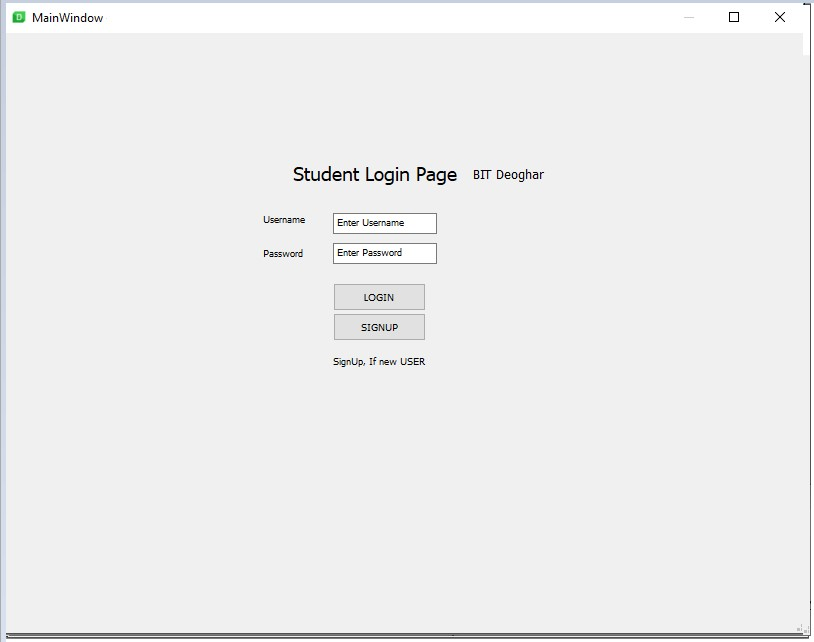 MainWindow
Student Login Page BIT Deoghar
Username Enter Username
Password Enter Password
LOGIN
SIGNUP
SignUp, If new USER